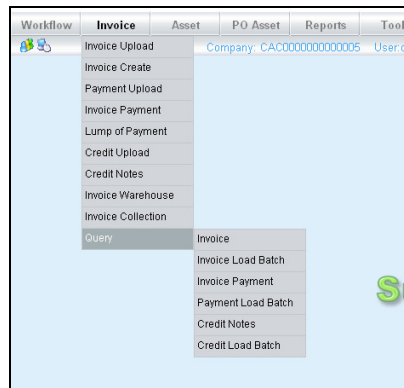 Workflow Invoice Asset PO Asset Reports Tool
Company: CAC0000000000005 User:c
Invoice Upload
Invoice Create
Payment Upload
Invoice Payment
Lump of Payment
Credit Upload
Credit Notes
Invoice Warehouse
Invoice Collection
Query
Invoice
Invoice Load Batch
Invoice Payment
Payment Load Batch
Credit Notes
Credit Load Batch
S